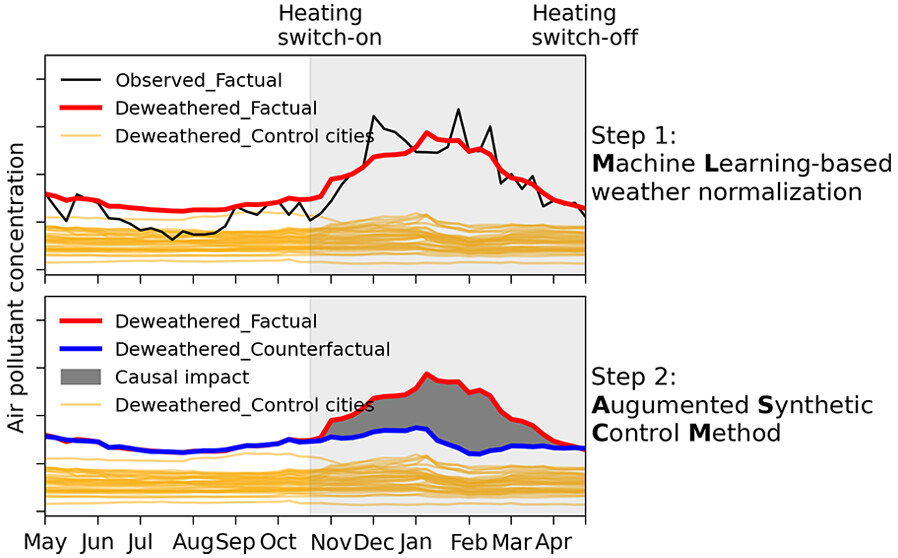 Heating
switch-on
Heating
switch-off
Air pollutant concentration
Observed_Factual
Deweathered_Factual
Deweathered_Control cities
Step 1:
Machine Learning-based
weather normalization
Deweathered_Factual
Deweathered_Counterfactual
Causal impact
Deweathered_Control cities
Step 2:
Augumented Synthetic
Control Method
May Jun Jul Aug Sep Oct Nov Dec Jan Feb Mar Apr